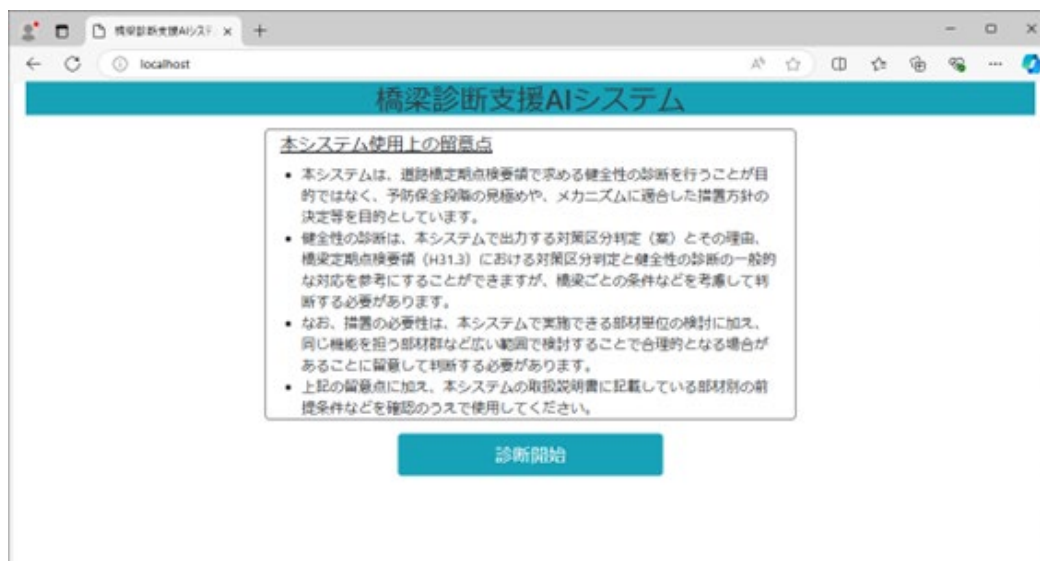 橋梁診断支援AIシステ
localhost
橋梁診断支援AIシステム
本システム使用上の留意点
• 本システムは、道路橋定期点検要領で求める健全性の診断を行うことが目
的ではなく、予防保全段階の見極めや、メカニズムに適合した措置方針の
決定等を目的としています。
• 健全性の診断は、本システムで出力する対策区分判定（案）とその理由、
橋梁定期点検要領（H31.3）における対策区分判定と健全性の診断の一般的
な対応を参考にすることができますが、橋梁ごとの条件などを考慮して判
断する必要があります。
• なお、措置の必要性は、本システムで実施できる部材単位の検討に加え、
同じ機能を担う部材群など広い範囲で検討することで合理的となる場合が
あることに留意して判断する必要があります。
• 上記の留意点に加え、本システムの取扱説明書に記載している部材別の前
提条件などを確認のうえで使用してください。
診断開始